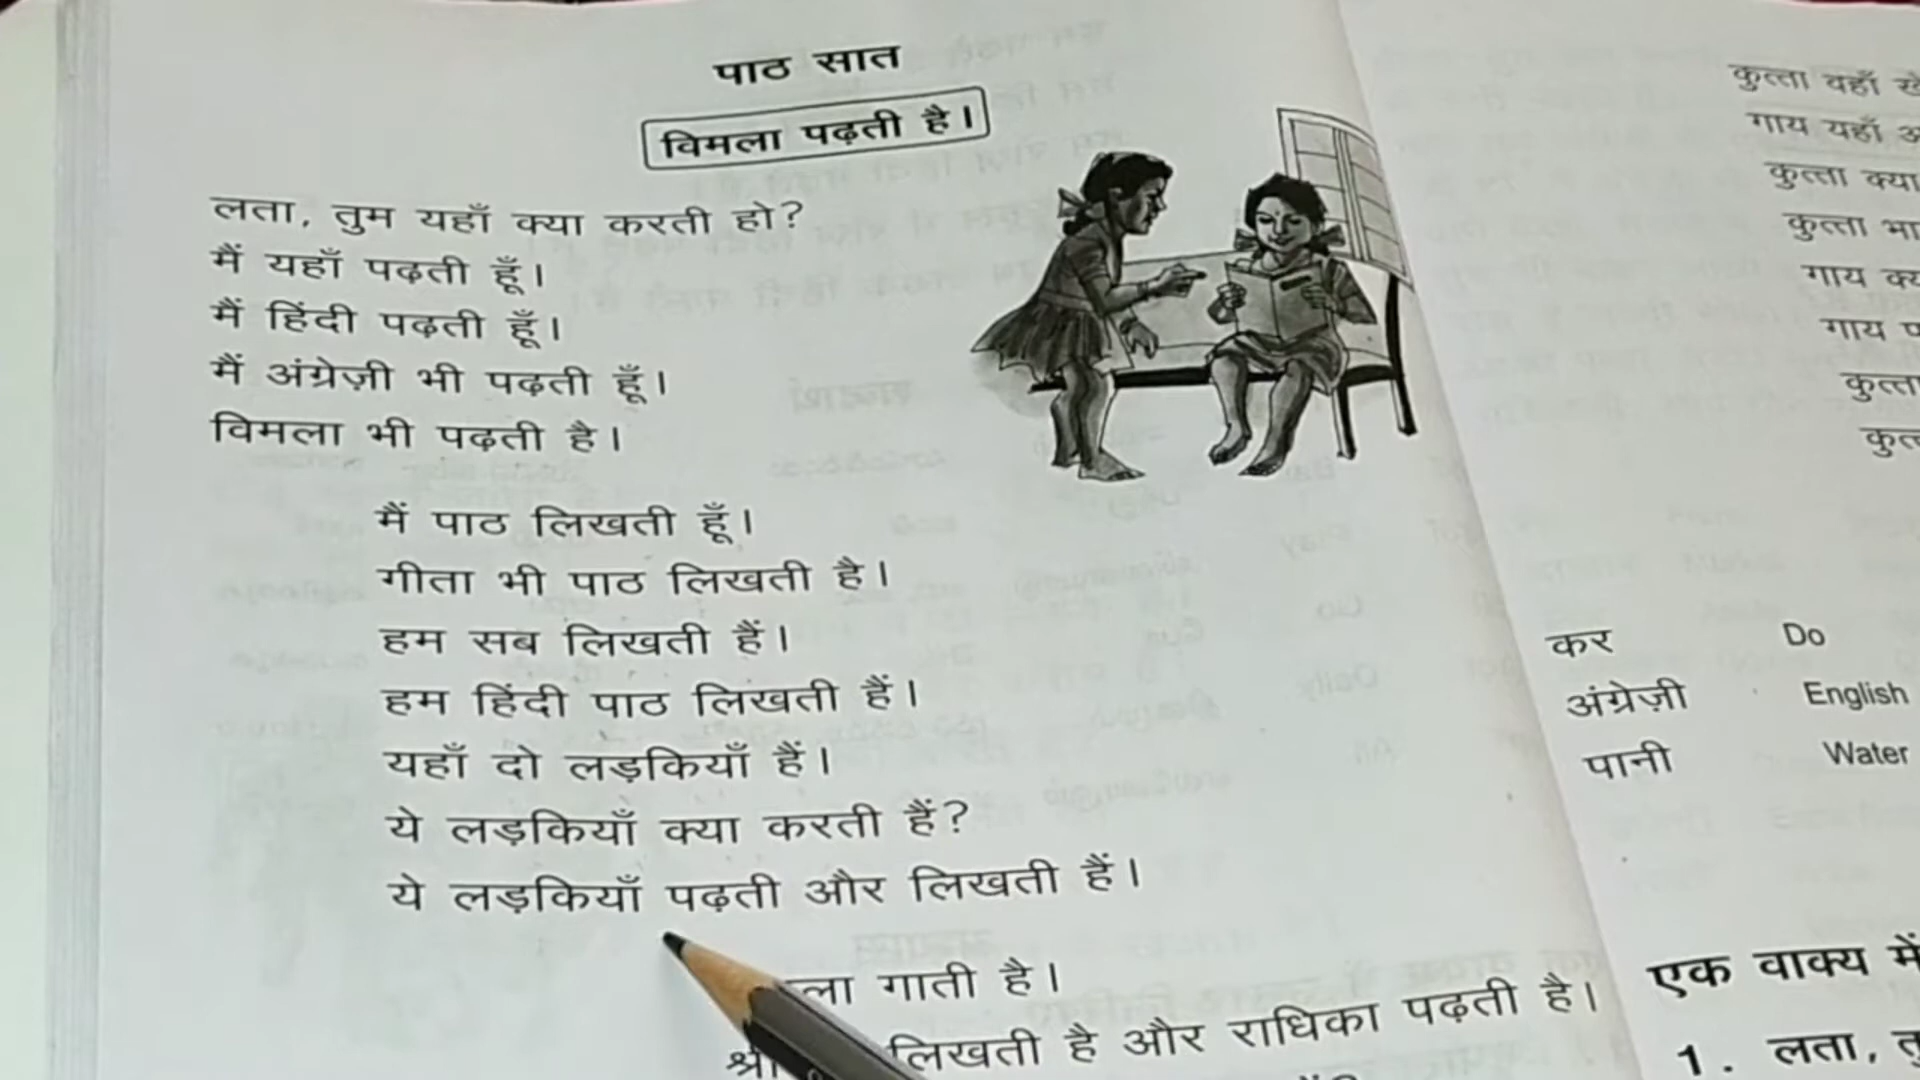 पाठ सात
विमला पढ़ती है।
लता, तुम यहाँ क्या करती हो?
मैं यहाँ पढ़ती हूँ।
मैं हिंदी पढ़ती हूँ।
मैं अंग्रेज़ी भी पढ़ती हूँ।
विमला भी पढ़ती है।
मैं पाठ लिखती हूँ।
गीता भी पाठ लिखती है।
हम सब लिखती हैं।
हम हिंदी पाठ लिखती हैं।
यहाँ दो लड़कियाँ हैं।
ये लड़कियाँ क्या करती हैं?
ये लड़कियाँ पढ़ती और लिखती हैं।
गाती है।
लिखती है और राधिका पढ़ती है।
कुत्ता यहाँ
गाय यहाँ
कुत्ता क्या
कुत्ता
गाय
गाय
कुत्ता
कर Do
अंग्रेज़ी English
पानी Water
एक वाक्य में
1. लता,